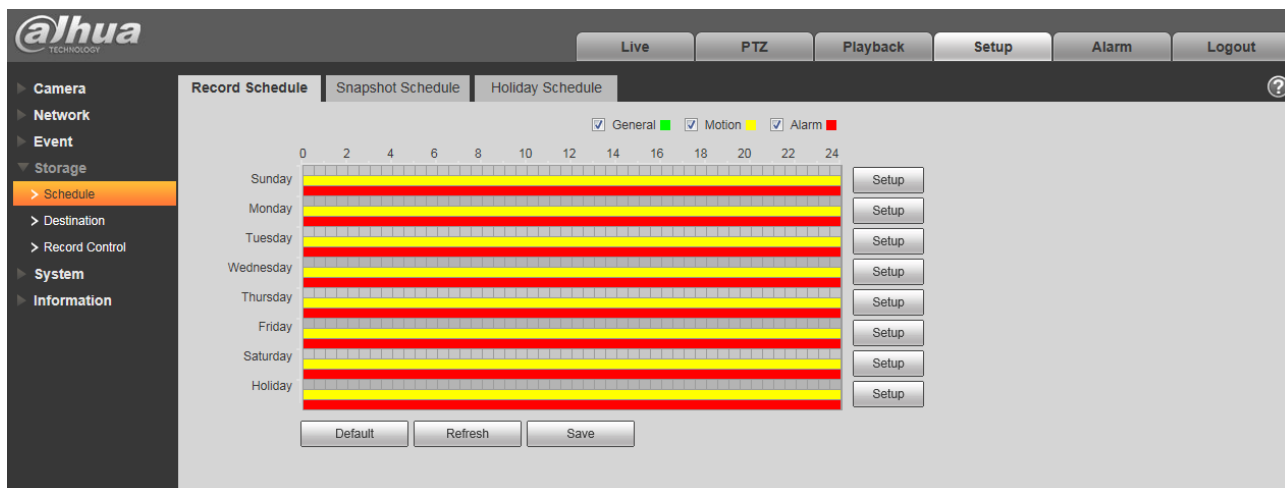 alhua
TECHNOLOGY
Live PTZ Playback Setup Alarm Logout
Camera
Network
Event
Storage
> Schedule
> Destination
> Record Control
System
Information
Record Schedule Snapshot Schedule Holiday Schedule
?
General Motion Alarm
0 2 4 6 8 10 12 14 16 18 20 22 24
Sunday Setup
Monday Setup
Tuesday Setup
Wednesday Setup
Thursday Setup
Friday Setup
Saturday Setup
Holiday Setup
Default Refresh Save